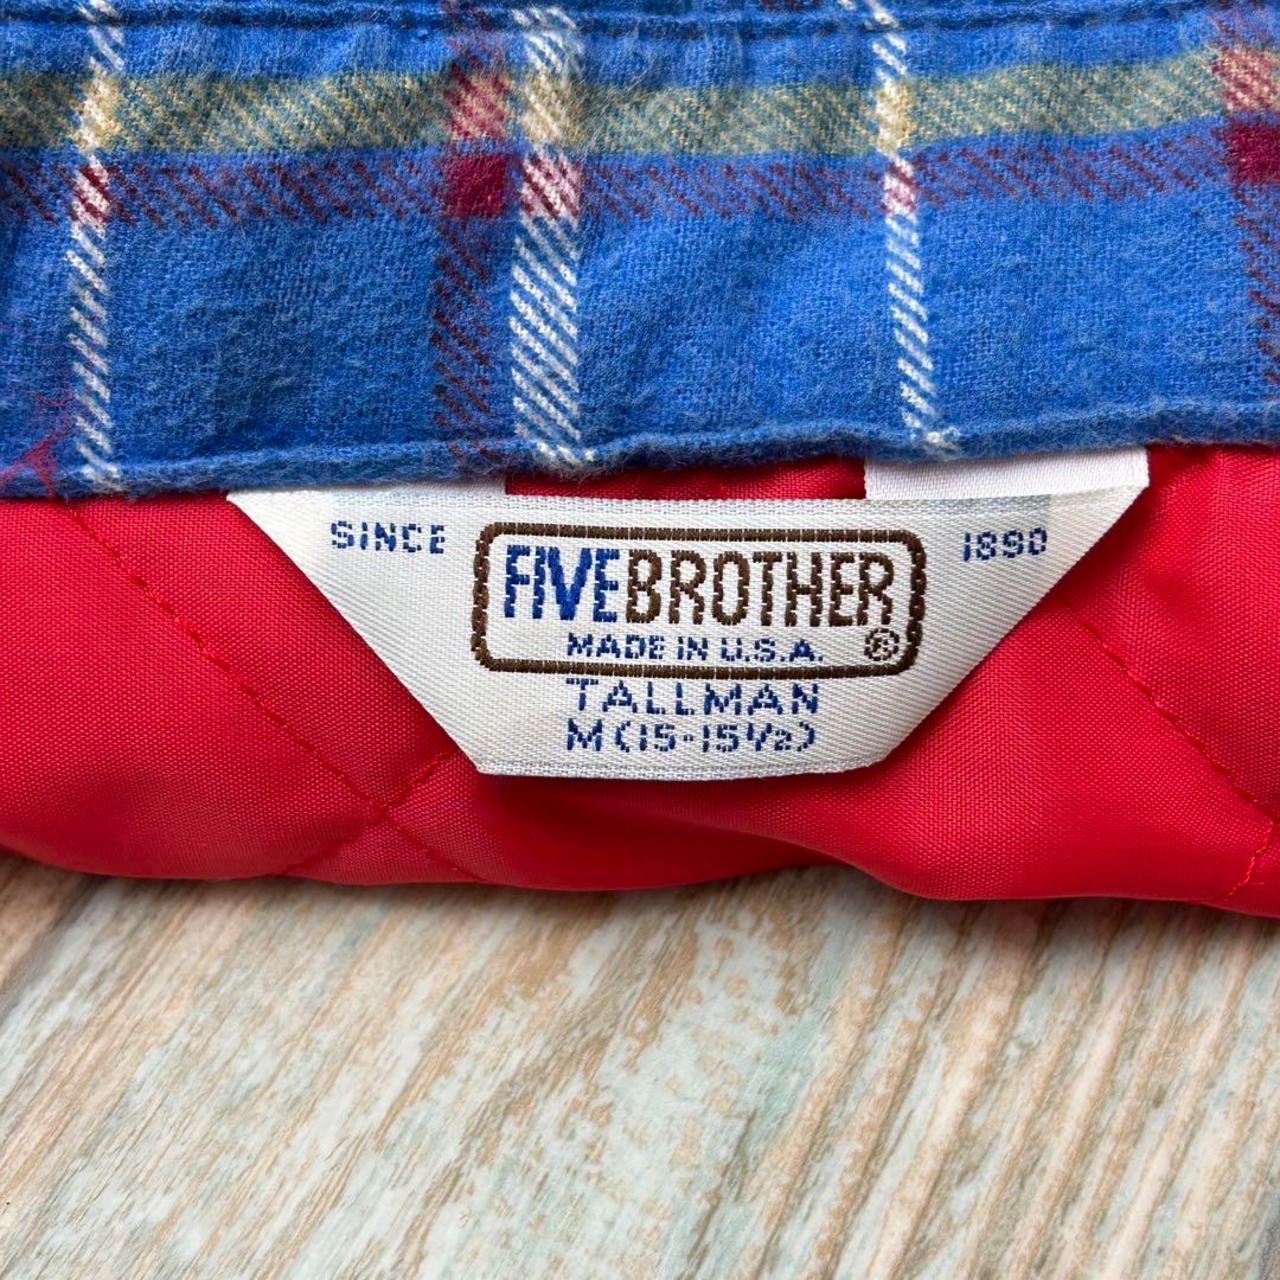 SINCE 1890
FIVEBROTHER
MADE IN U.S.A. ®
TALLMAN
M (15-15½)